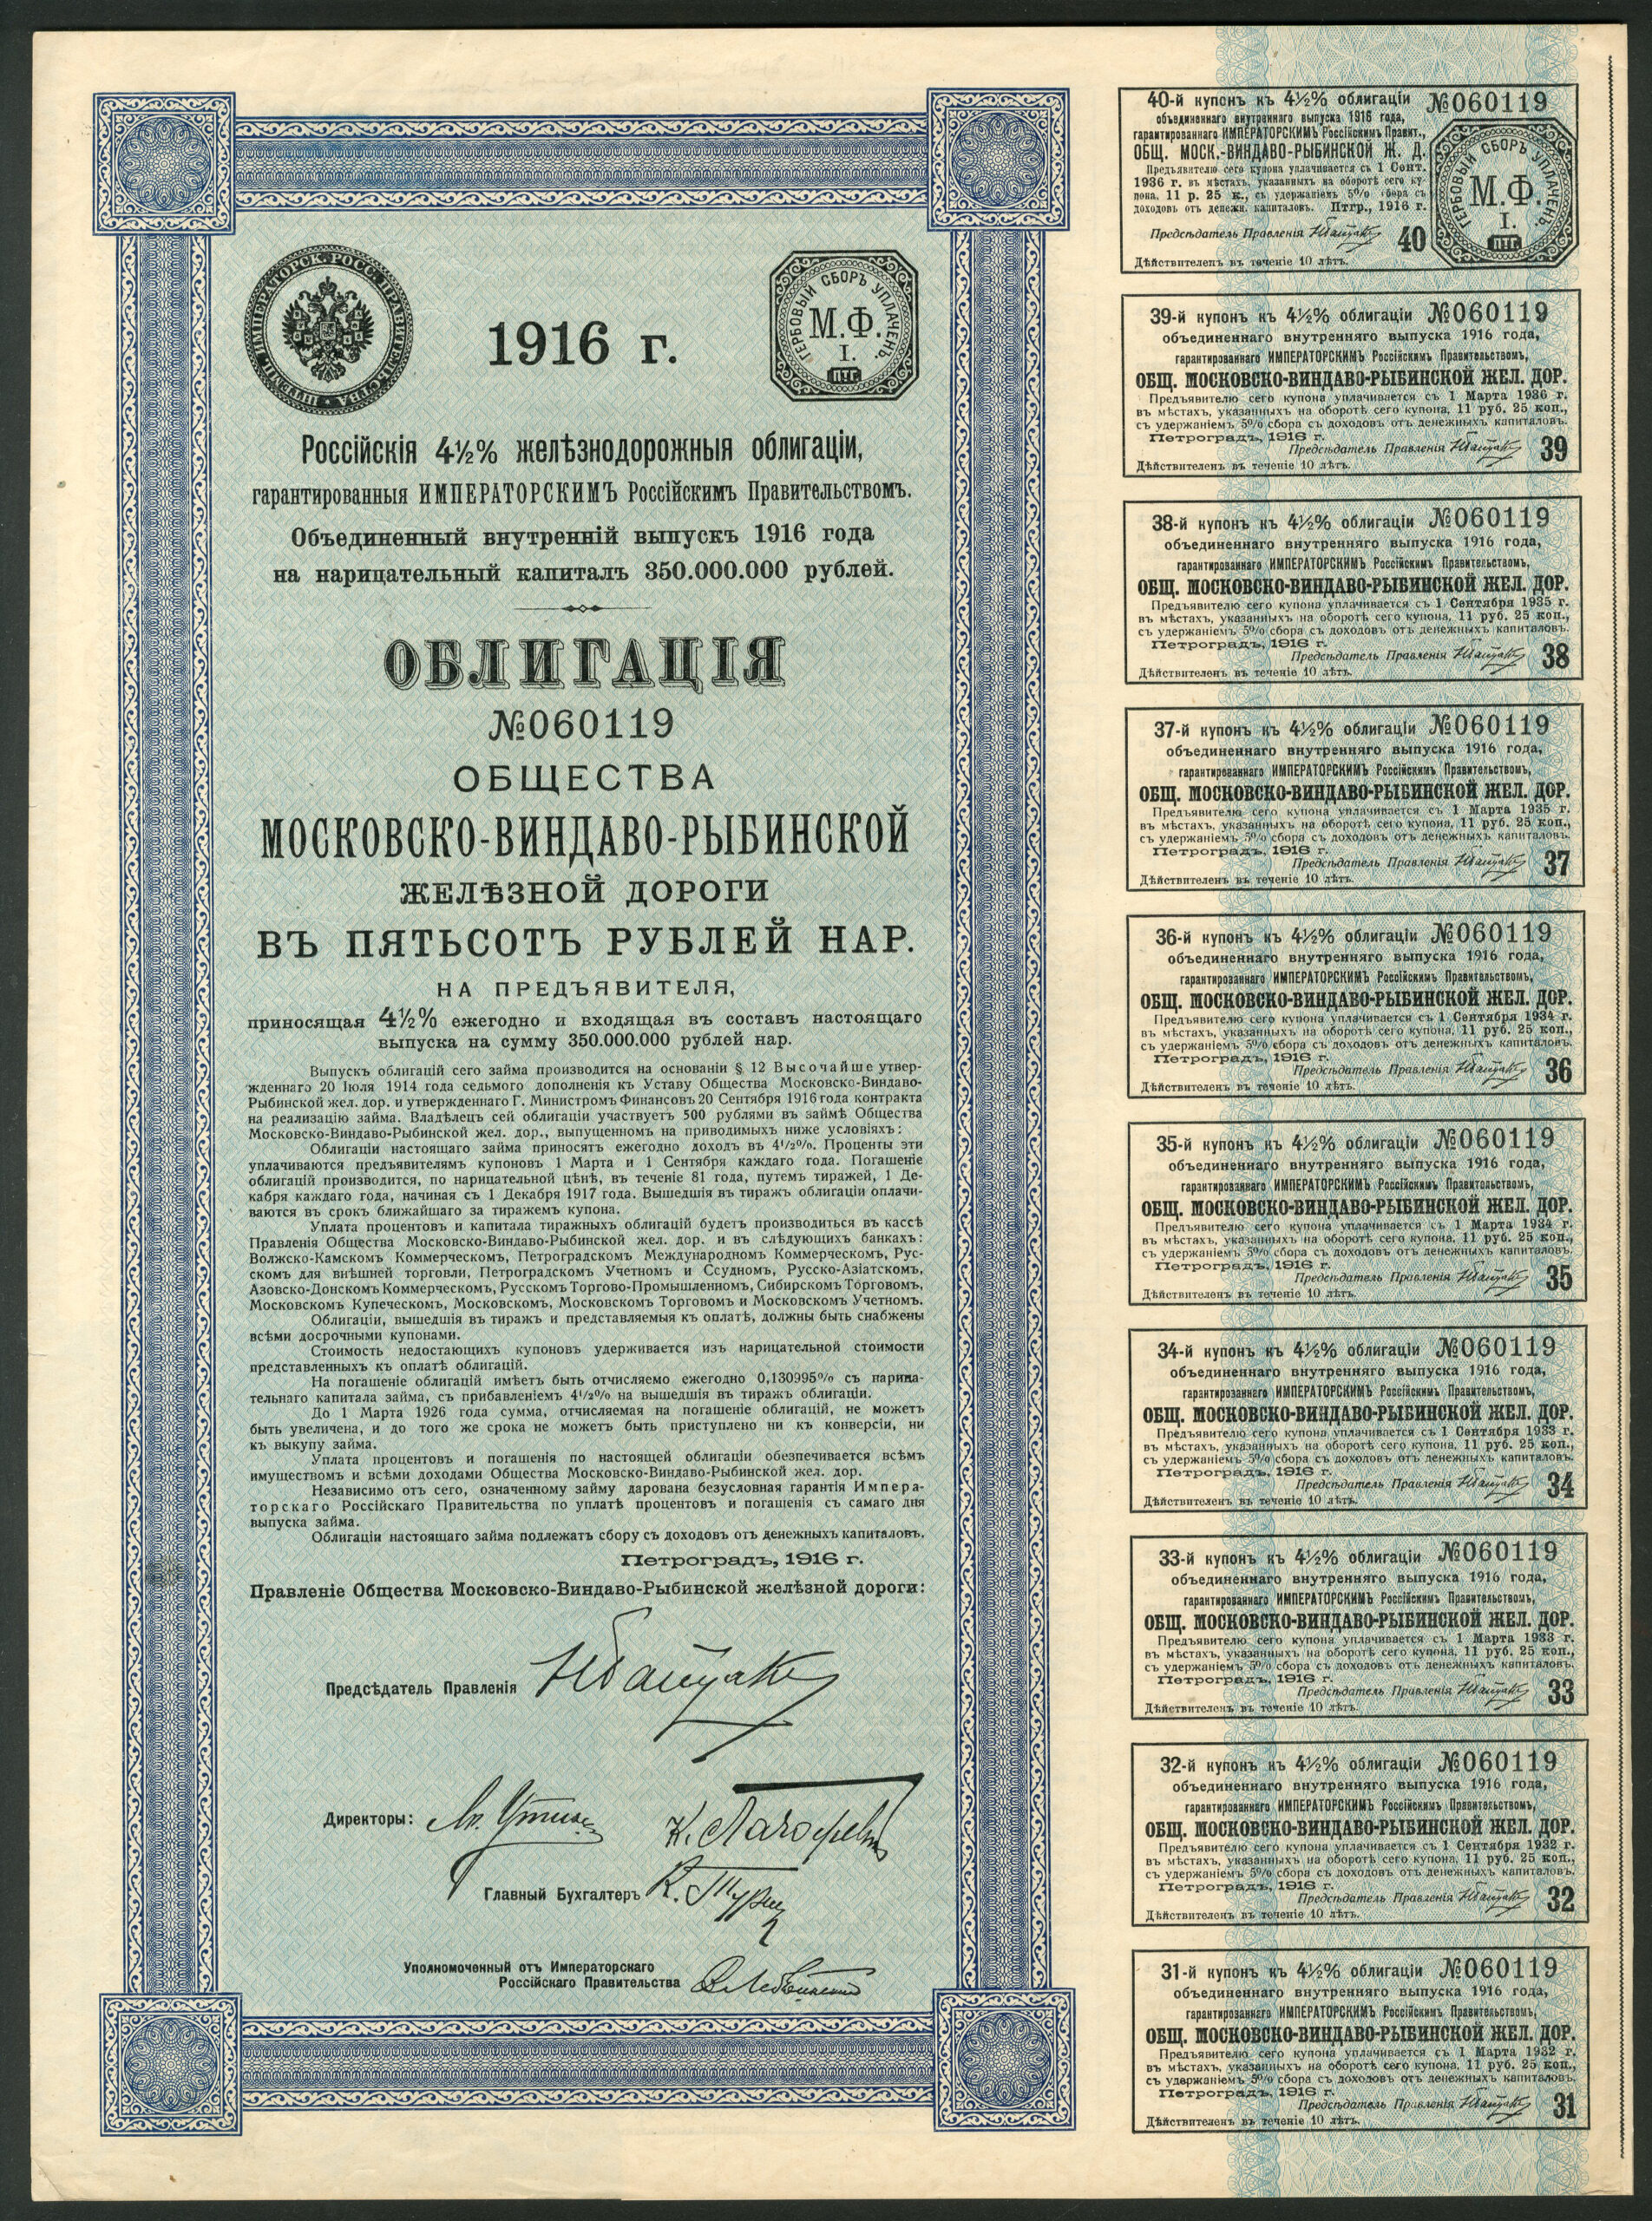 ПЕЧАТЬ ИМПЕРАТОРСК. РОСС. ПРАВИТЕЛЬСТВА
1916 г.
ГЕРБОВЫЙ СБОРЪ УПЛАЧЕНЪ.
М.Ф.
I.
ПТГ.
Россійскія 4½% желѣзнодорожныя облигаціи,
гарантированныя ИМПЕРАТОРСКИМЪ Россійскимъ Правительствомъ.
Объединенный внутренній выпускъ 1916 года
на нарицательный капиталъ 350.000.000 рублей.
ОБЛИГАЦІЯ
№060119
ОБЩЕСТВА
МОСКОВСКО-ВИНДАВО-РЫБИНСКОЙ
ЖЕЛѢЗНОЙ ДОРОГИ
ВЪ ПЯТЬСОТЪ РУБЛЕЙ НАР.
НА ПРЕДЪЯВИТЕЛЯ,
приносящая 4½% ежегодно и входящая въ составъ настоящаго
выпуска на сумму 350.000.000 рублей нар.
Выпускъ облигацій сего займа производится на основаніи § 12 Высочайше утвер-
жденнаго 20 Іюля 1914 года седьмого дополненія къ Уставу Общества Московско-Виндаво-
Рыбинской жел. дор. и утвержденнаго Г. Министромъ Финансовъ 20 Сентября 1916 года контракта
на реализацію займа. Владѣлецъ сей облигаціи участвуетъ 500 рублями въ займѣ Общества
Московско-Виндаво-Рыбинской жел. дор., выпущенномъ на приводимыхъ ниже условіяхъ:
Облигаціи настоящаго займа приносятъ ежегодно доходъ въ 4½%. Проценты эти
уплачиваются предъявителямъ купоновъ 1 Марта и 1 Сентября каждаго года. Погашеніе
облигацій производится, по нарицательной цѣнѣ, въ теченіе 81 года, путемъ тиражей, 1 Де-
кабря каждаго года, начиная съ 1 Декабря 1917 года. Вышедшія въ тиражъ облигаціи оплачи-
ваются въ срокъ ближайшаго за тиражемъ купона.
Уплата процентовъ и капитала тиражныхъ облигацій будетъ производиться въ кассѣ
Правленія Общества Московско-Виндаво-Рыбинской жел. дор. и въ слѣдующихъ банкахъ:
Волжско-Камскомъ Коммерческомъ, Петроградскомъ Международномъ Коммерческомъ, Рус-
скомъ для внѣшней торговли, Петроградскомъ Учетномъ и Ссудномъ, Русско-Азіатскомъ,
Азовско-Донскомъ Коммерческомъ, Русскомъ Торгово-Промышленномъ, Сибирскомъ Торговомъ,
Московскомъ Купеческомъ, Московскомъ, Московскомъ Торговомъ и Московскомъ Учетномъ.
Облигаціи, вышедшія въ тиражъ и представляемыя къ оплатѣ, должны быть снабжены
всѣми досрочными купонами.
Стоимость недостающихъ купоновъ удерживается изъ нарицательной стоимости
представленныхъ къ оплатѣ облигацій.
На погашеніе облигацій имѣетъ быть отчисляемо ежегодно 0,130995% съ нарица-
тельнаго капитала займа, съ прибавленіемъ 4½% на вышедшія въ тиражъ облигаціи.
До 1 Марта 1926 года сумма, отчисляемая на погашеніе облигацій, не можетъ
быть увеличена, и до того же срока не можетъ быть приступлено ни къ конверсіи, ни
къ выкупу займа.
Уплата процентовъ и погашенія по настоящей облигаціи обезпечивается всѣмъ
имуществомъ и всѣми доходами Общества Московско-Виндаво-Рыбинской жел. дор.
Независимо отъ сего, означенному займу дарована безусловная гарантія Импера-
торскаго Россійскаго Правительства по уплатѣ процентовъ и погашенія съ самаго дня
выпуска займа.
Облигаціи настоящаго займа подлежатъ сбору съ доходовъ отъ денежныхъ капиталовъ.
Петроградъ, 1916 г.
Правленіе Общества Московско-Виндаво-Рыбинской желѣзной дороги:
Предсѣдатель Правленія
Директоры:
Главный Бухгалтеръ
Уполномоченный отъ Императорскаго
Россійскаго Правительства
40-й купонъ къ 4½% облигаціи №060119
объединеннаго внутренняго выпуска 1916 года,
гарантированнаго ИМПЕРАТОРСКИМЪ Россійскимъ Правит.,
ОБЩ. МОСК.-ВИНДАВО-РЫБИНСКОЙ Ж. Д.
Предъявителю сего купона уплачивается съ 1 Сент.
1936 г. въ мѣстахъ, указанныхъ на оборотѣ сего ку-
пона, 11 р. 25 к., съ удержаніемъ 5% сбора съ
доходовъ отъ денежн. капиталовъ. Птгр., 1916 г.
Предсѣдатель Правленія
40
Дѣйствителенъ въ теченіе 10 лѣтъ.
ГЕРБОВЫЙ СБОРЪ УПЛАЧЕНЪ.
М.Ф.
I.
ПТГ.
39-й купонъ къ 4½% облигаціи №060119
объединеннаго внутренняго выпуска 1916 года,
гарантированнаго ИМПЕРАТОРСКИМЪ Россійскимъ Правительствомъ,
ОБЩ. МОСКОВСКО-ВИНДАВО-РЫБИНСКОЙ ЖЕЛ. ДОР.
Предъявителю сего купона уплачивается съ 1 Марта 1936 г.
въ мѣстахъ, указанныхъ на оборотѣ сего купона, 11 руб. 25 коп.,
съ удержаніемъ 5% сбора съ доходовъ отъ денежныхъ капиталовъ.
Петроградъ, 1916 г.
Предсѣдатель Правленія
39
Дѣйствителенъ въ теченіе 10 лѣтъ.
38-й купонъ къ 4½% облигаціи №060119
объединеннаго внутренняго выпуска 1916 года,
гарантированнаго ИМПЕРАТОРСКИМЪ Россійскимъ Правительствомъ,
ОБЩ. МОСКОВСКО-ВИНДАВО-РЫБИНСКОЙ ЖЕЛ. ДОР.
Предъявителю сего купона уплачивается съ 1 Сентября 1935 г.
въ мѣстахъ, указанныхъ на оборотѣ сего купона, 11 руб. 25 коп.,
съ удержаніемъ 5% сбора съ доходовъ отъ денежныхъ капиталовъ.
Петроградъ, 1916 г.
Предсѣдатель Правленія
38
Дѣйствителенъ въ теченіе 10 лѣтъ.
37-й купонъ къ 4½% облигаціи №060119
объединеннаго внутренняго выпуска 1916 года,
гарантированнаго ИМПЕРАТОРСКИМЪ Россійскимъ Правительствомъ,
ОБЩ. МОСКОВСКО-ВИНДАВО-РЫБИНСКОЙ ЖЕЛ. ДОР.
Предъявителю сего купона уплачивается съ 1 Марта 1935 г.
въ мѣстахъ, указанныхъ на оборотѣ сего купона, 11 руб. 25 коп.,
съ удержаніемъ 5% сбора съ доходовъ отъ денежныхъ капиталовъ.
Петроградъ, 1916 г.
Предсѣдатель Правленія
37
Дѣйствителенъ въ теченіе 10 лѣтъ.
36-й купонъ къ 4½% облигаціи №060119
объединеннаго внутренняго выпуска 1916 года,
гарантированнаго ИМПЕРАТОРСКИМЪ Россійскимъ Правительствомъ,
ОБЩ. МОСКОВСКО-ВИНДАВО-РЫБИНСКОЙ ЖЕЛ. ДОР.
Предъявителю сего купона уплачивается съ 1 Сентября 1934 г.
въ мѣстахъ, указанныхъ на оборотѣ сего купона, 11 руб. 25 коп.,
съ удержаніемъ 5% сбора съ доходовъ отъ денежныхъ капиталовъ.
Петроградъ, 1916 г.
Предсѣдатель Правленія
36
Дѣйствителенъ въ теченіе 10 лѣтъ.
35-й купонъ къ 4½% облигаціи №060119
объединеннаго внутренняго выпуска 1916 года,
гарантированнаго ИМПЕРАТОРСКИМЪ Россійскимъ Правительствомъ,
ОБЩ. МОСКОВСКО-ВИНДАВО-РЫБИНСКОЙ ЖЕЛ. ДОР.
Предъявителю сего купона уплачивается съ 1 Марта 1934 г.
въ мѣстахъ, указанныхъ на оборотѣ сего купона, 11 руб. 25 коп.,
съ удержаніемъ 5% сбора съ доходовъ отъ денежныхъ капиталовъ.
Петроградъ, 1916 г.
Предсѣдатель Правленія
35
Дѣйствителенъ въ теченіе 10 лѣтъ.
34-й купонъ къ 4½% облигаціи №060119
объединеннаго внутренняго выпуска 1916 года,
гарантированнаго ИМПЕРАТОРСКИМЪ Россійскимъ Правительствомъ,
ОБЩ. МОСКОВСКО-ВИНДАВО-РЫБИНСКОЙ ЖЕЛ. ДОР.
Предъявителю сего купона уплачивается съ 1 Сентября 1933 г.
въ мѣстахъ, указанныхъ на оборотѣ сего купона, 11 руб. 25 коп.,
съ удержаніемъ 5% сбора съ доходовъ отъ денежныхъ капиталовъ.
Петроградъ, 1916 г.
Предсѣдатель Правленія
34
Дѣйствителенъ въ теченіе 10 лѣтъ.
33-й купонъ къ 4½% облигаціи №060119
объединеннаго внутренняго выпуска 1916 года,
гарантированнаго ИМПЕРАТОРСКИМЪ Россійскимъ Правительствомъ,
ОБЩ. МОСКОВСКО-ВИНДАВО-РЫБИНСКОЙ ЖЕЛ. ДОР.
Предъявителю сего купона уплачивается съ 1 Марта 1933 г.
въ мѣстахъ, указанныхъ на оборотѣ сего купона, 11 руб. 25 коп.,
съ удержаніемъ 5% сбора съ доходовъ отъ денежныхъ капиталовъ.
Петроградъ, 1916 г.
Предсѣдатель Правленія
33
Дѣйствителенъ въ теченіе 10 лѣтъ.
32-й купонъ къ 4½% облигаціи №060119
объединеннаго внутренняго выпуска 1916 года,
гарантированнаго ИМПЕРАТОРСКИМЪ Россійскимъ Правительствомъ,
ОБЩ. МОСКОВСКО-ВИНДАВО-РЫБИНСКОЙ ЖЕЛ. ДОР.
Предъявителю сего купона уплачивается съ 1 Сентября 1932 г.
въ мѣстахъ, указанныхъ на оборотѣ сего купона, 11 руб. 25 коп.,
съ удержаніемъ 5% сбора съ доходовъ отъ денежныхъ капиталовъ.
Петроградъ, 1916 г.
Предсѣдатель Правленія
32
Дѣйствителенъ въ теченіе 10 лѣтъ.
31-й купонъ къ 4½% облигаціи №060119
объединеннаго внутренняго выпуска 1916 года,
гарантированнаго ИМПЕРАТОРСКИМЪ Россійскимъ Правительствомъ,
ОБЩ. МОСКОВСКО-ВИНДАВО-РЫБИНСКОЙ ЖЕЛ. ДОР.
Предъявителю сего купона уплачивается съ 1 Марта 1932 г.
въ мѣстахъ, указанныхъ на оборотѣ сего купона, 11 руб. 25 коп.,
съ удержаніемъ 5% сбора съ доходовъ отъ денежныхъ капиталовъ.
Петроградъ, 1916 г.
Предсѣдатель Правленія
31
Дѣйствителенъ въ теченіе 10 лѣтъ.